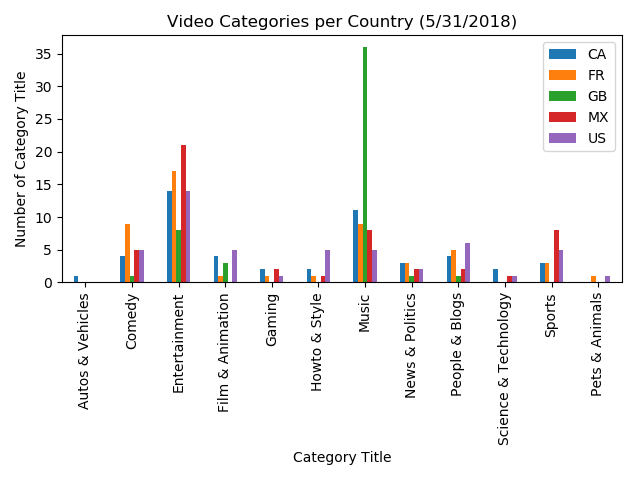 Video Categories per Country (5/31/2018)
Number of Category Title
35
30
25
20
15
10
5
0
CA
FR
GB
MX
US
Autos & Vehicles
Comedy
Entertainment
Film & Animation
Gaming
Howto & Style
Music
News & Politics
People & Blogs
Science & Technology
Sports
Pets & Animals
Category Title